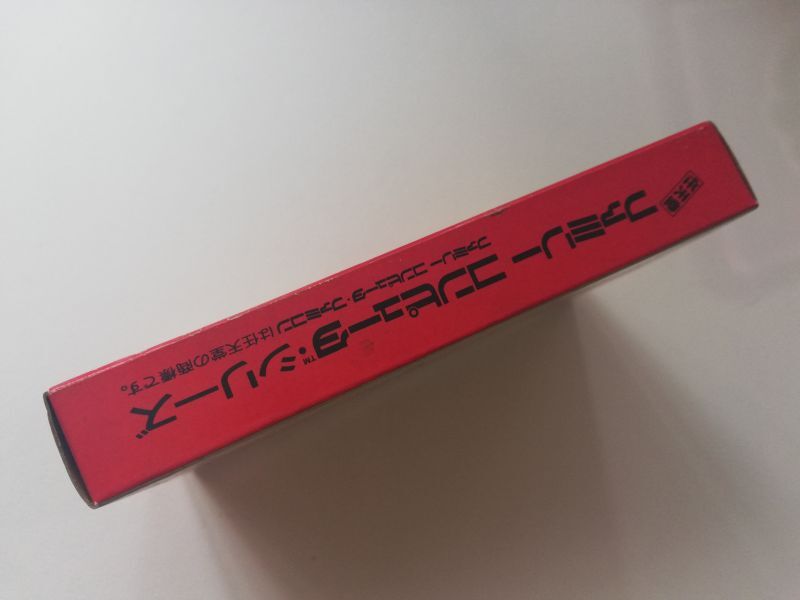 任天堂
ファミリー コンピュータ™シリーズ
ファミリー コンピュータ・ファミコンは任天堂の商標です。